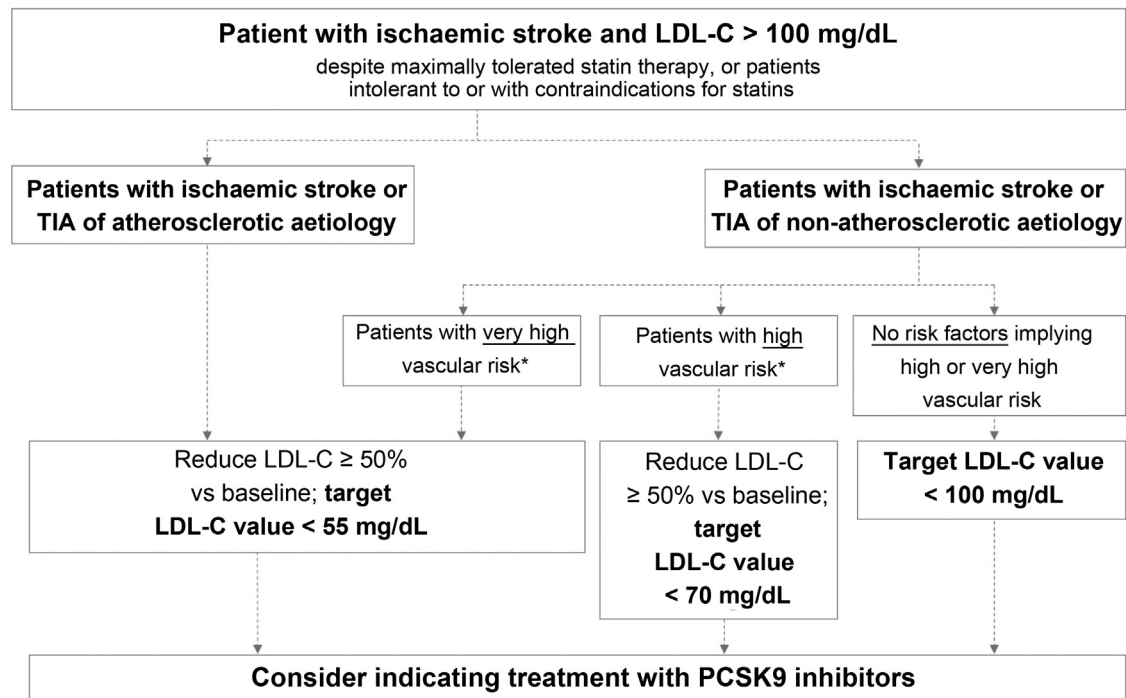 Patient with ischaemic stroke and LDL-C > 100 mg/dL
despite maximally tolerated statin therapy, or patients
intolerant to or with contraindications for statins
Patients with ischaemic stroke or
TIA of atherosclerotic aetiology
Patients with ischaemic stroke or
TIA of non-atherosclerotic aetiology
Patients with very high
vascular risk*
Patients with high
vascular risk*
No risk factors implying
high or very high
vascular risk
Reduce LDL-C ≥ 50%
vs baseline; target
LDL-C value < 55 mg/dL
Reduce LDL-C
≥ 50% vs baseline;
target
LDL-C value
< 70 mg/dL
Target LDL-C value
< 100 mg/dL
Consider indicating treatment with PCSK9 inhibitors